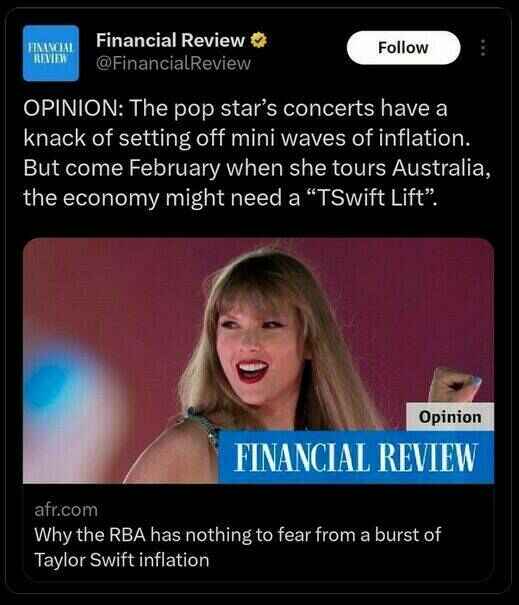 FINANCIAL
REVIEW
Financial Review
@FinancialReview
Follow
OPINION: The pop star’s concerts have a
knack of setting off mini waves of inflation.
But come February when she tours Australia,
the economy might need a “TSwift Lift”.
Opinion
FINANCIAL REVIEW
afr.com
Why the RBA has nothing to fear from a burst of
Taylor Swift inflation